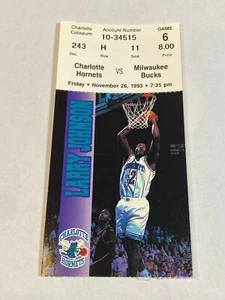 Charlotte Coliseum
Account Number
GAME
10-34515
6
243
H
11
8.00
Sec.
Row
Seat
Price
Charlotte Hornets
VS.
Milwaukee Bucks
Friday • November 26, 1993 • 7:35 pm
LARRY JOHNSON
2
CHARLOTTE
HORNETS